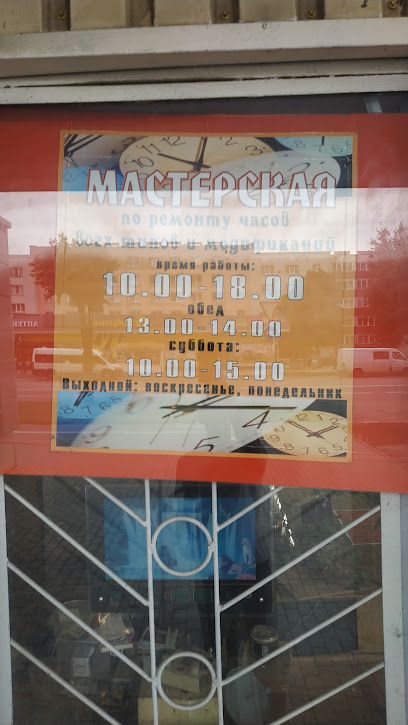 МАСТЕРСКАЯ
по ремонту часов
всех типов и модификаций
время работы:
10.00-18.00
обед
13.00-14.00
суббота:
10.00-15.00
Выходной: воскресенье, понедельник